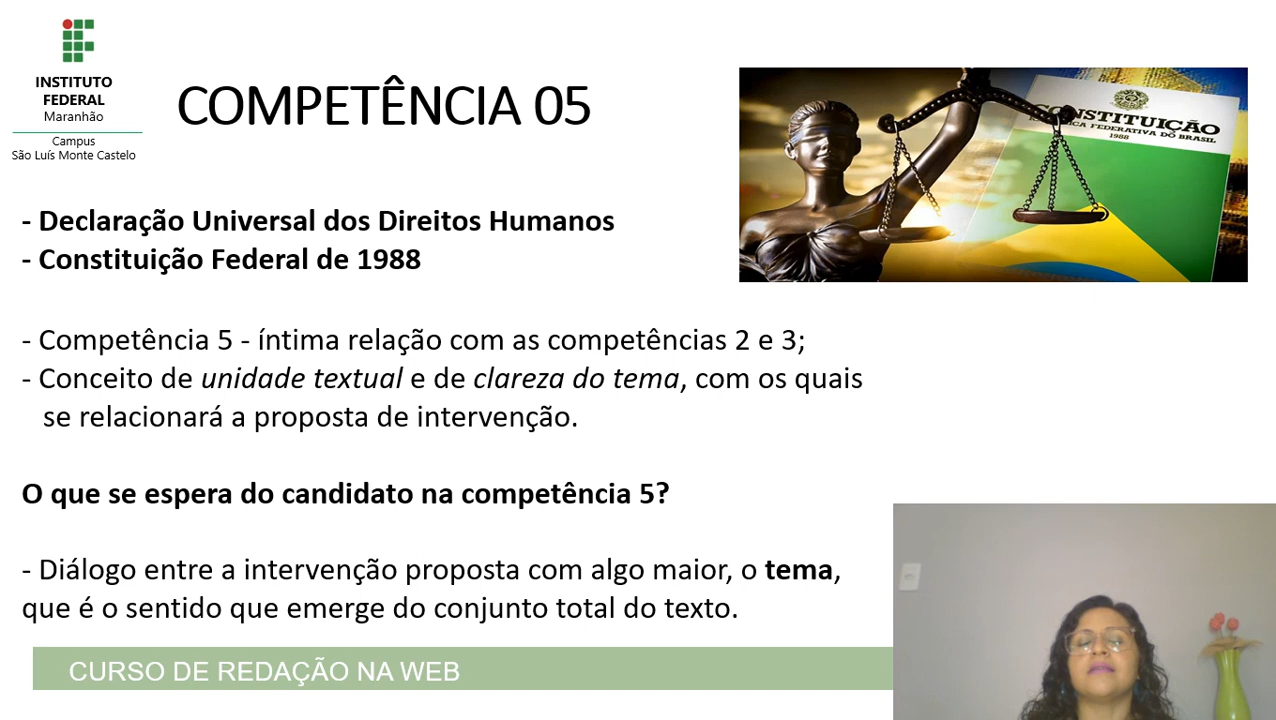 INSTITUTO
FEDERAL
Maranhão
Campus
São Luís Monte Castelo
COMPETÊNCIA 05
CONSTITUIÇÃO
FEDERATIVA DO BRASIL
1988
- Declaração Universal dos Direitos Humanos
- Constituição Federal de 1988
- Competência 5 - íntima relação com as competências 2 e 3;
- Conceito de unidade textual e de clareza do tema, com os quais
se relacionará a proposta de intervenção.
O que se espera do candidato na competência 5?
- Diálogo entre a intervenção proposta com algo maior, o tema,
que é o sentido que emerge do conjunto total do texto.
CURSO DE REDAÇÃO NA WEB